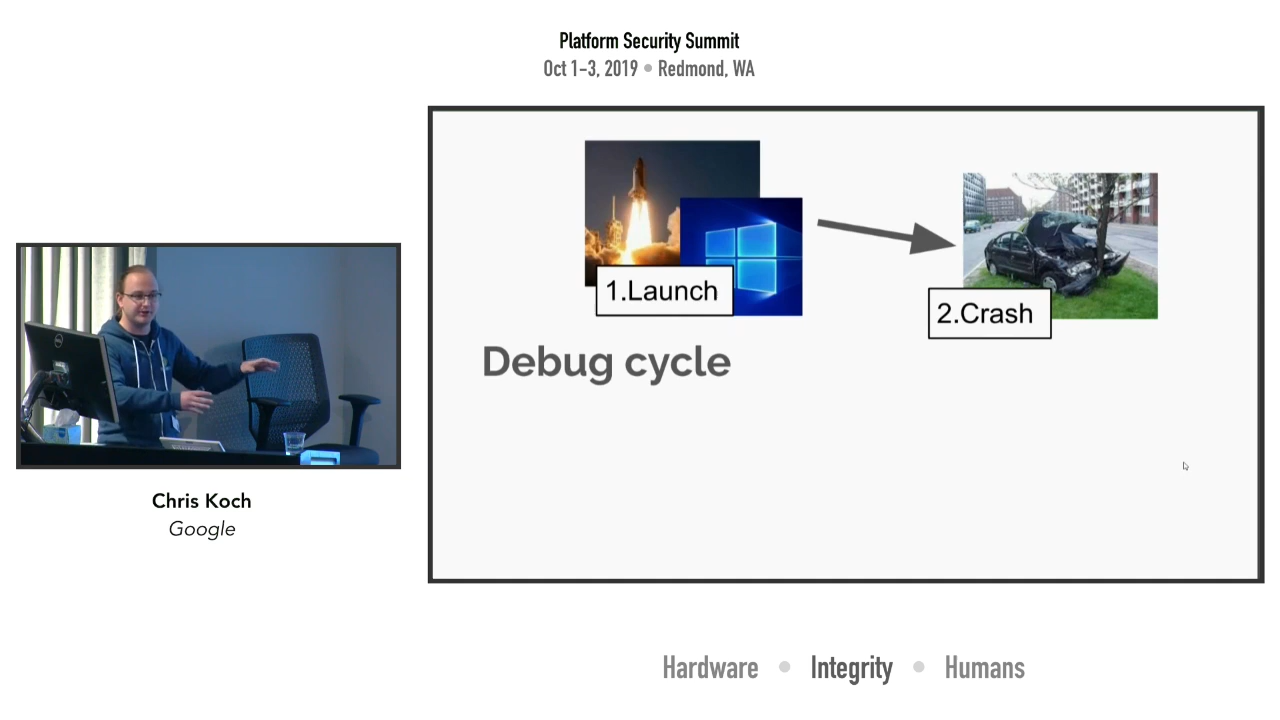 Platform Security Summit
Oct 1-3, 2019 • Redmond, WA
1.Launch
2.Crash
Debug cycle
Chris Koch
Google
Hardware • Integrity • Humans